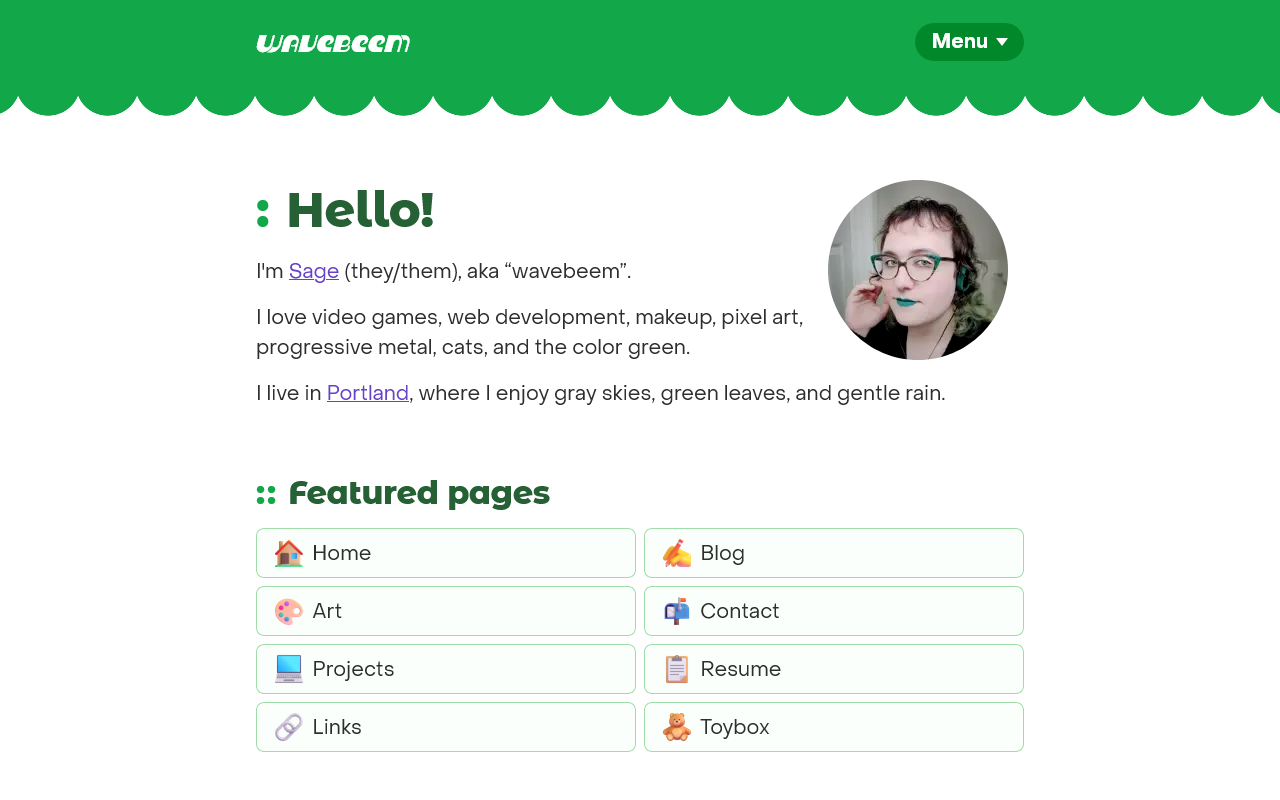 wavebeem
Menu
Hello!
I'm Sage (they/them), aka “wavebeem”.
I love video games, web development, makeup, pixel art,
progressive metal, cats, and the color green.
I live in Portland, where I enjoy gray skies, green leaves, and gentle rain.
Featured pages
Home
Blog
Art
Contact
Projects
Resume
Links
Toybox